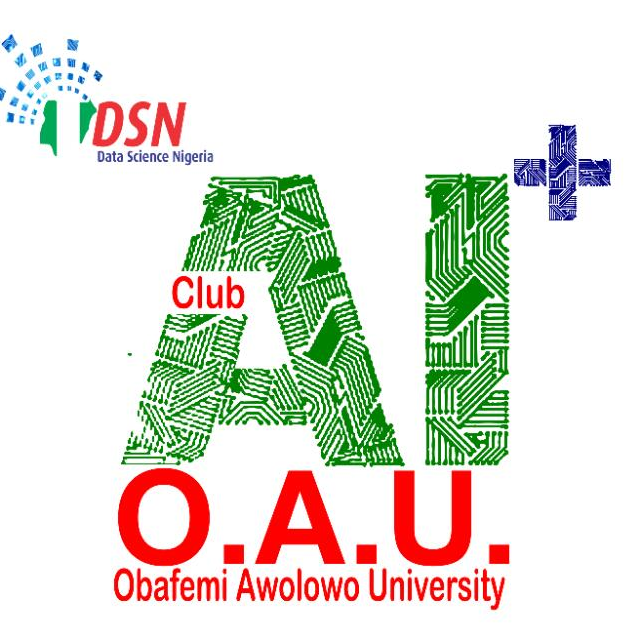 DSN
Data Science Nigeria
AI+
Club
O.A.U.
Obafemi Awolowo University